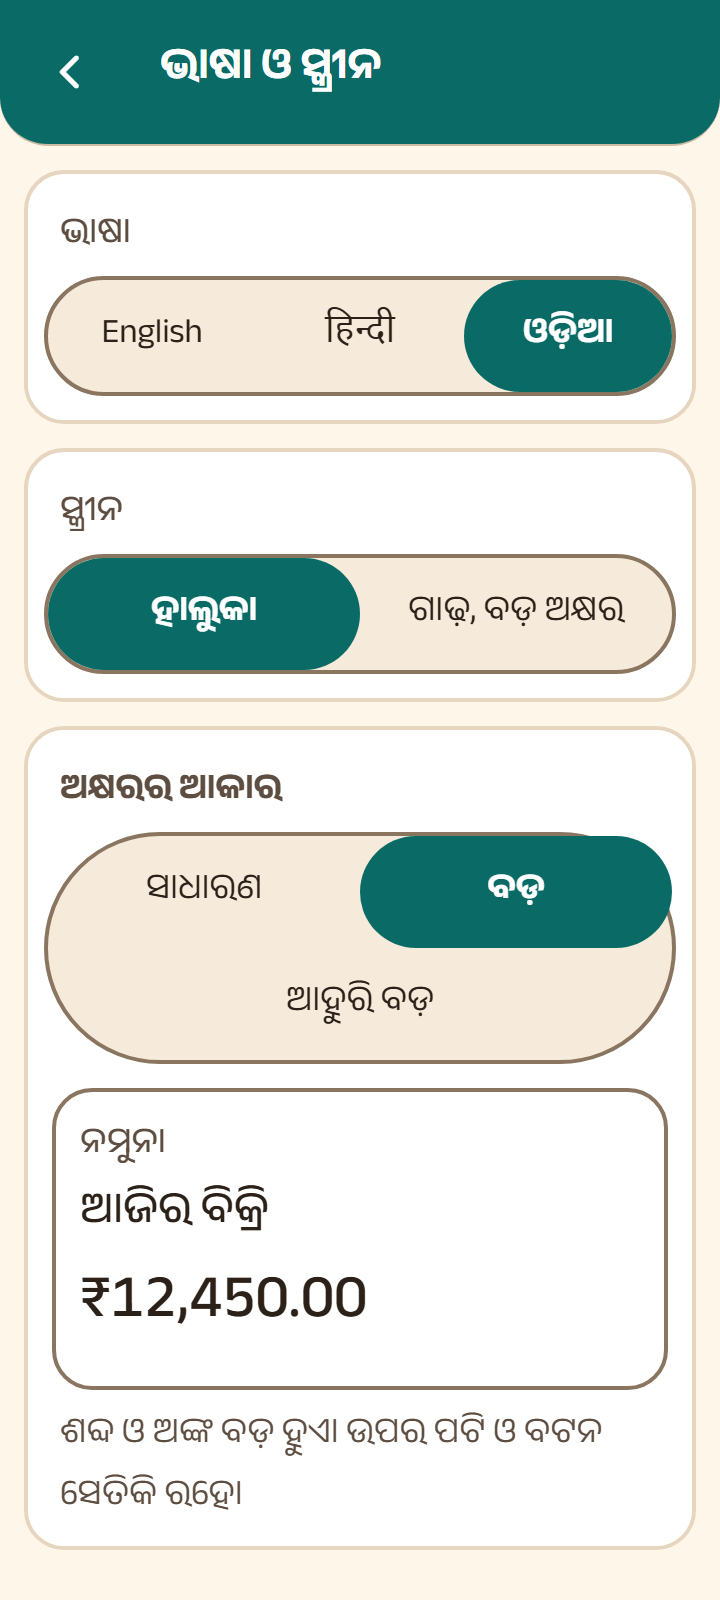 ଭାଷା ଓ ସ୍କ୍ରୀନ
ଭାଷା
English हिन्दी ଓଡ଼ିଆ
ସ୍କ୍ରୀନ
ହାଲୁକା ଗାଢ଼, ବଡ଼ ଅକ୍ଷର
ଅକ୍ଷରର ଆକାର
ସାଧାରଣ ବଡ଼
ଆହୁରି ବଡ଼
ନମୁନା
ଆଜିର ବିକ୍ରି
₹12,450.00
ଶବ୍ଦ ଓ ଅଙ୍କ ବଡ଼ ହୁଏ। ଉପର ପଟି ଓ ବଟନ
ସେତିକି ରହେ।